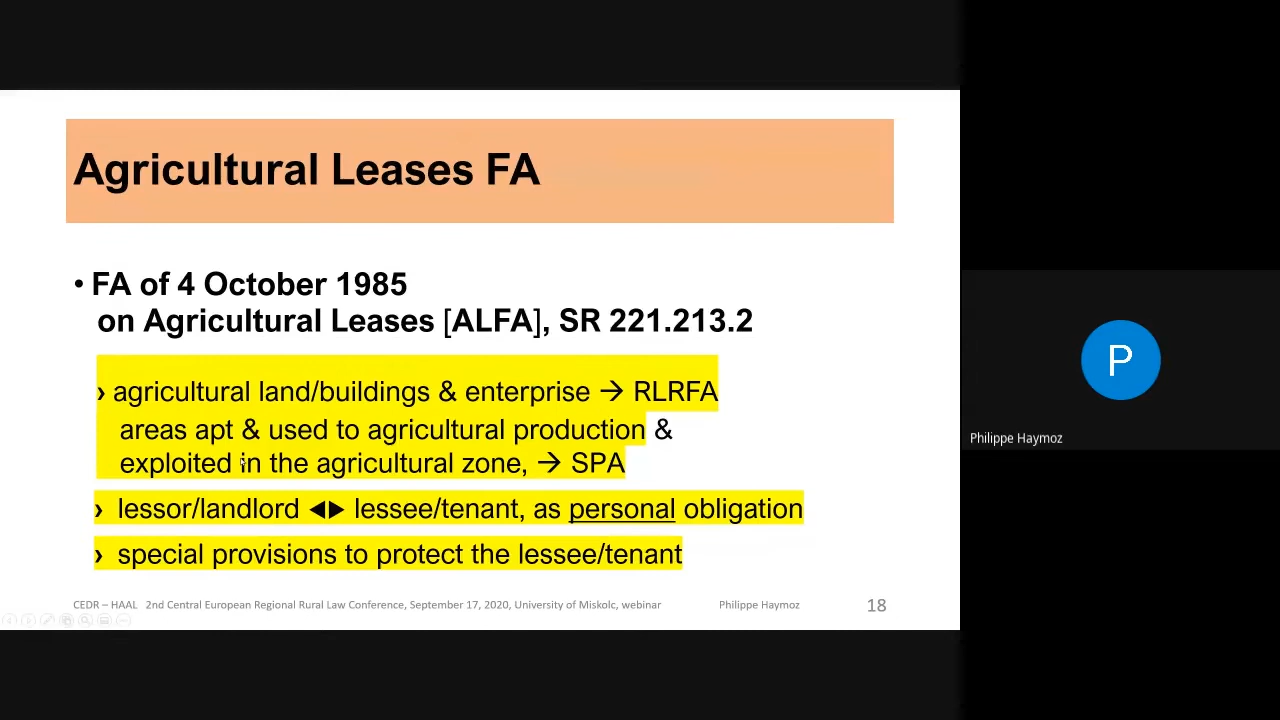 Agricultural Leases FA
• FA of 4 October 1985
on Agricultural Leases [ALFA], SR 221.213.2
› agricultural land/buildings & enterprise → RLRFA
areas apt & used to agricultural production &
exploited in the agricultural zone, → SPA
› lessor/landlord ◄► lessee/tenant, as personal obligation
› special provisions to protect the lessee/tenant
CEDR – HAAL 2nd Central European Regional Rural Law Conference, September 17, 2020, University of Miskolc, webinar Philippe Haymoz 18
P
Philippe Haymoz